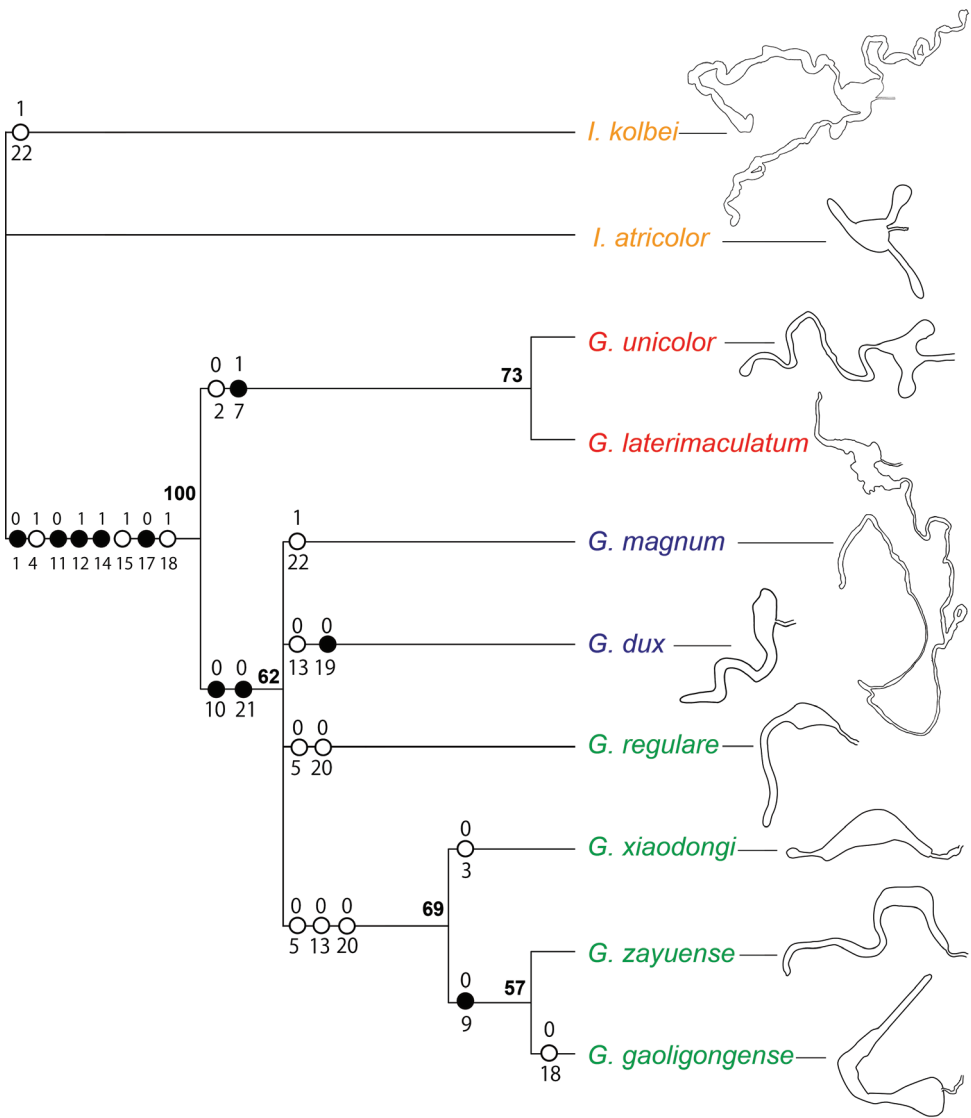 1
22
I. kolbei
I. atricolor
0 1
2 7
73
G. unicolor
G. laterimaculatum
100
0 1 0 1 1 1 0 1
1 4 11 12 14 15 17 18
1
22
G. magnum
0 0
13 19
G. dux
62
0 0
10 21
0 0
5 20
G. regulare
0
3
G. xiaodongi
69
0 0 0
5 13 20
0
9
57
G. zayuense
0
18
G. gaoligongense